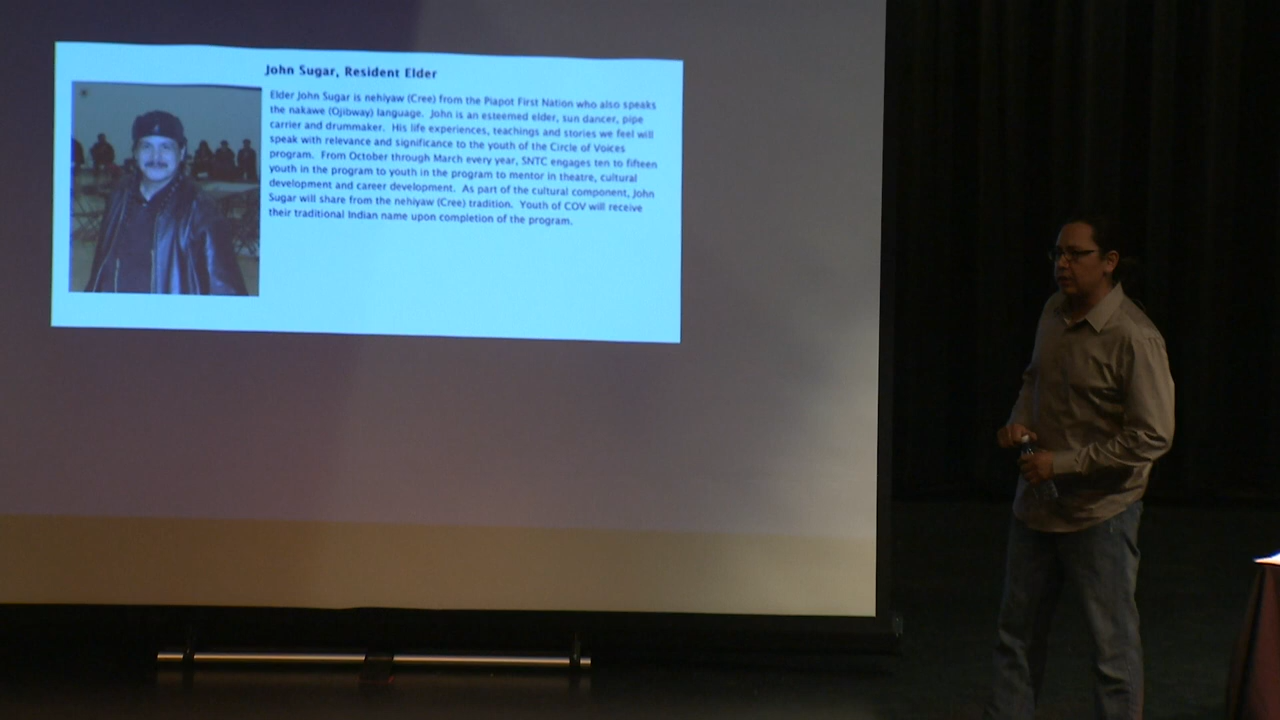 John Sugar, Resident Elder
Elder John Sugar is nehiyaw (Cree) from the Piapot First Nation who also speaks
the nakawe (Ojibway) language. John is an esteemed elder, sun dancer, pipe
carrier and drummaker. His life experiences, teachings and stories we feel will
speak with relevance and significance to the youth of the Circle of Voices
program. From October through March every year, SNTC engages ten to fifteen
youth in the program to youth in the program to mentor in theatre, cultural
development and career development. As part of the cultural component, John
Sugar will share from the nehiyaw (Cree) tradition. Youth of COV will receive
their traditional Indian name upon completion of the program.